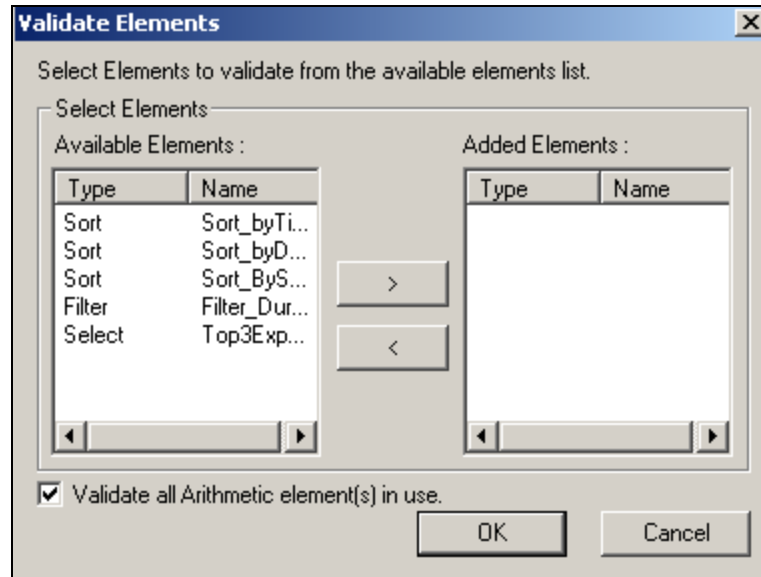 Validate Elements
Select Elements to validate from the available elements list.
Select Elements
Available Elements :
Added Elements :
Type Name
Type Name
Sort Sort_byTi...
Sort Sort_byD...
Sort Sort_ByS...
Filter Filter_Dur...
Select Top3Exp...
>
<
Validate all Arithmetic element(s) in use.
OK Cancel